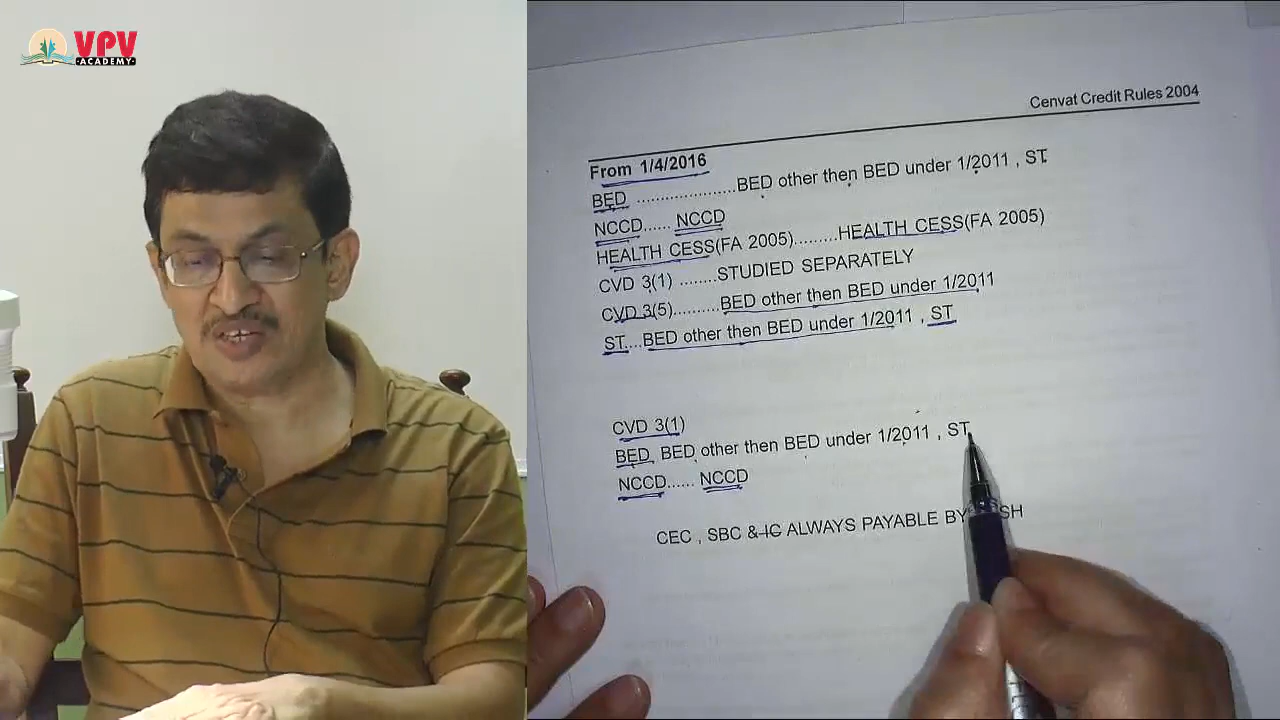 VPV
ACADEMY
Cenvat Credit Rules 2004
From 1/4/2016
BED .....................BED other then BED under 1/2011 , ST
NCCD...... NCCD
HEALTH CESS(FA 2005).........HEALTH CESS(FA 2005)
CVD 3(1) ........STUDIED SEPARATELY
CVD 3(5)..........BED other then BED under 1/2011
ST....BED other then BED under 1/2011 , ST
CVD 3(1)
BED BED other then BED under 1/2011 , ST
NCCD...... NCCD
CEC , SBC & IC ALWAYS PAYABLE BY